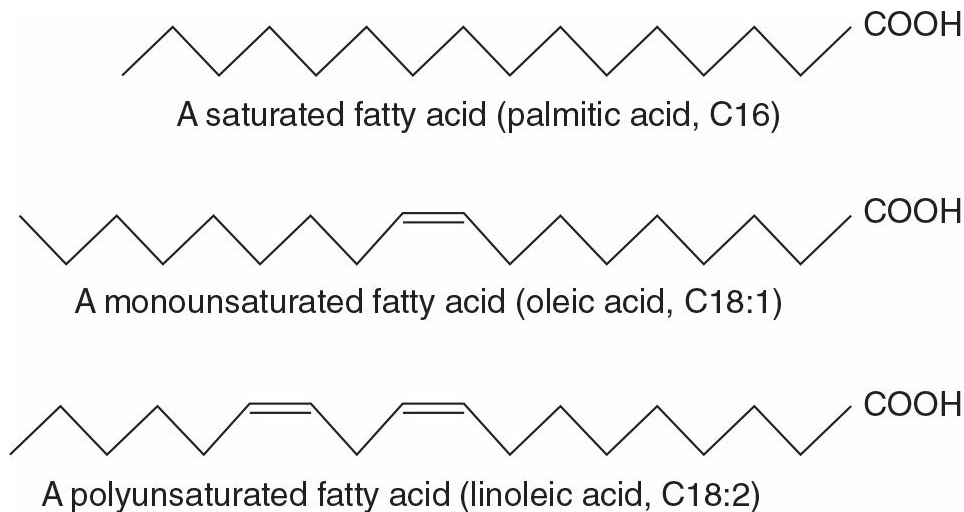 COOH
A saturated fatty acid (palmitic acid, C16)
COOH
A monounsaturated fatty acid (oleic acid, C18:1)
COOH
A polyunsaturated fatty acid (linoleic acid, C18:2)